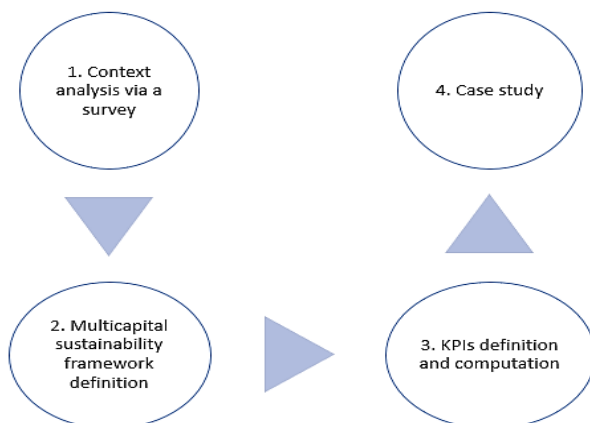 1. Context
analysis via a
survey
2. Multicapital
sustainability
framework
definition
3. KPIs definition
and computation
4. Case study